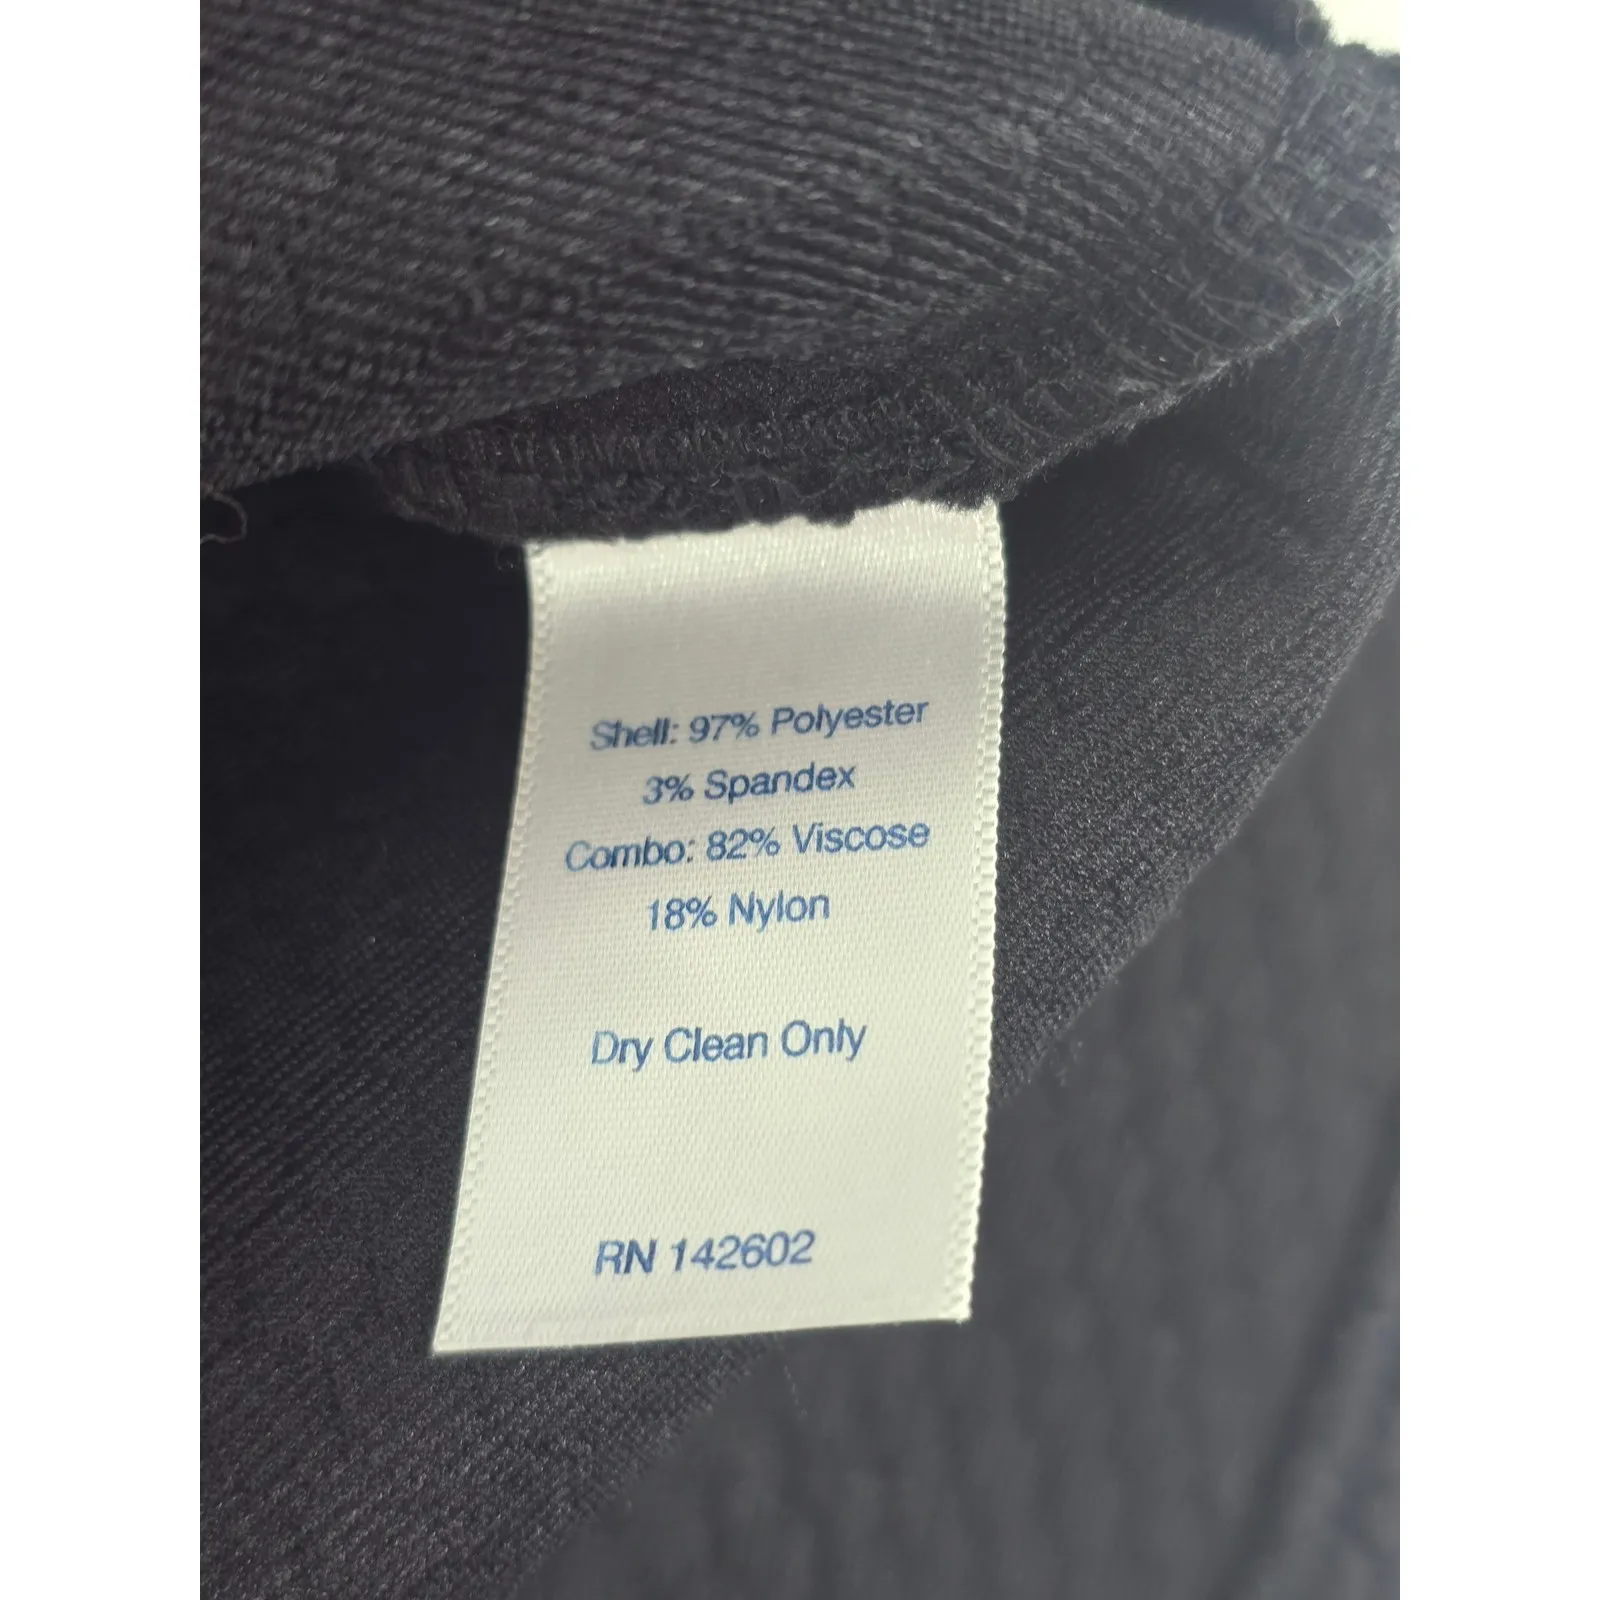 Shell: 97% Polyester
3% Spandex
Combo: 82% Viscose
18% Nylon
Dry Clean Only
RN 142602